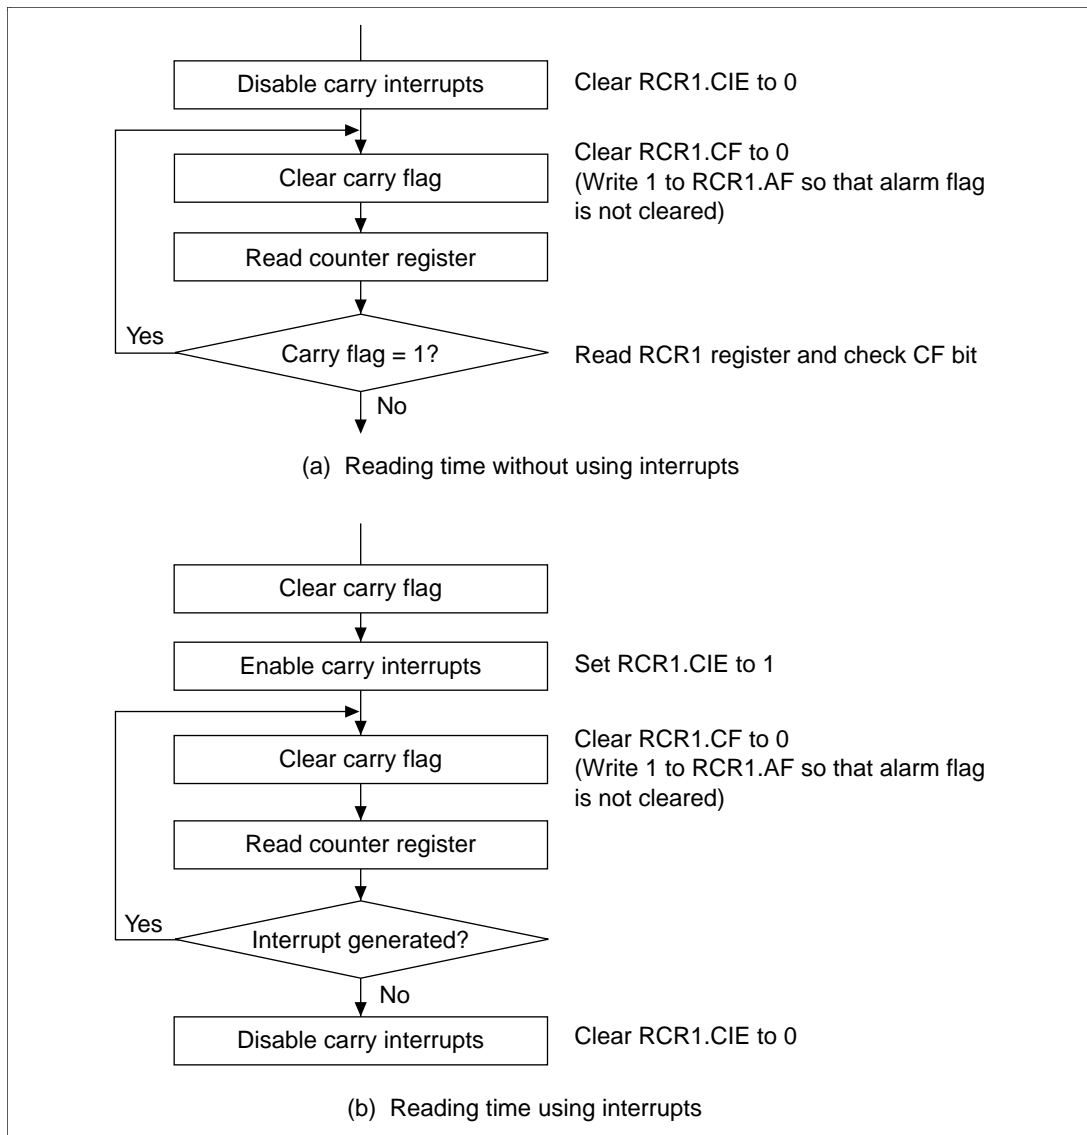 Disable carry interrupts
Clear RCR1.CIE to 0
Clear carry flag
Clear RCR1.CF to 0
(Write 1 to RCR1.AF so that alarm flag
is not cleared)
Read counter register
Yes
Carry flag = 1?
Read RCR1 register and check CF bit
No
(a) Reading time without using interrupts
Clear carry flag
Enable carry interrupts
Set RCR1.CIE to 1
Clear carry flag
Clear RCR1.CF to 0
(Write 1 to RCR1.AF so that alarm flag
is not cleared)
Read counter register
Yes
Interrupt generated?
No
Disable carry interrupts
Clear RCR1.CIE to 0
(b) Reading time using interrupts